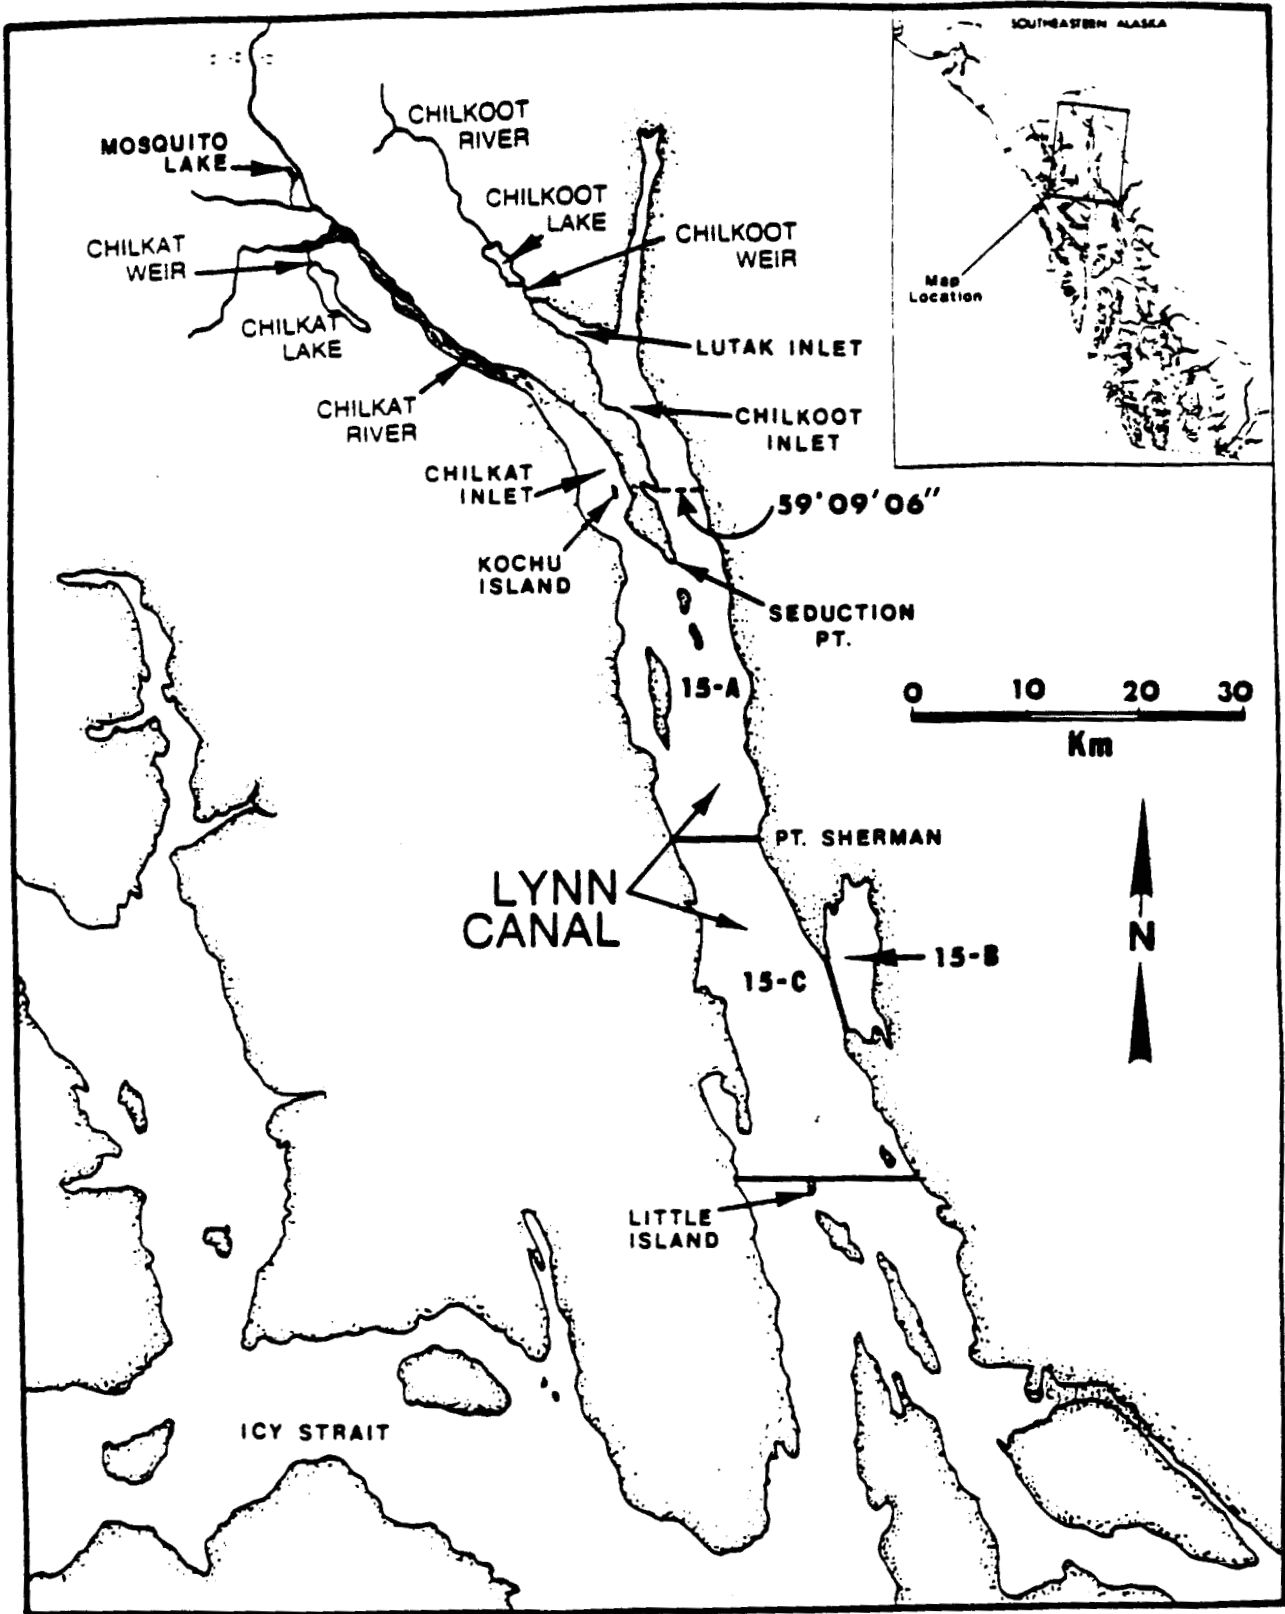 SOUTHEASTERN ALASKA
CHILKOOT
RIVER
MOSQUITO
LAKE
CHILKOOT
LAKE
CHILKOOT
WEIR
CHILKAT
WEIR
Map
Location
CHILKAT
LAKE
LUTAK INLET
CHILKAT
RIVER
CHILKOOT
INLET
CHILKAT
INLET
59°09'06"
KOCHU
ISLAND
SEDUCTION
PT.
15-A
0 10 20 30
Km
PT. SHERMAN
LYNN
CANAL
N
15-B
15-C
LITTLE
ISLAND
ICY STRAIT